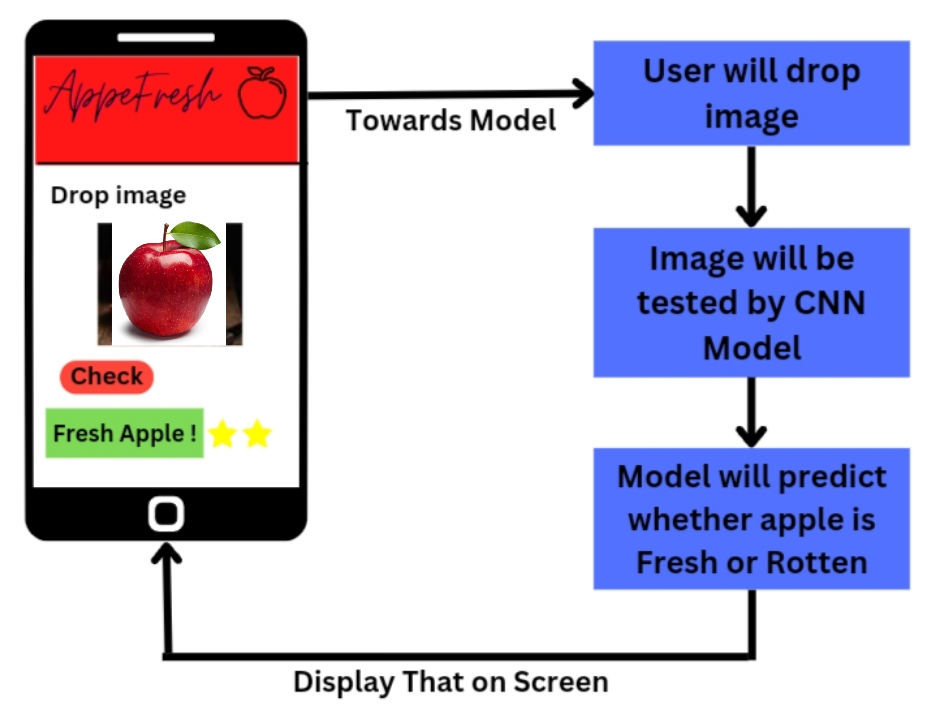 AppeFresh
Drop image
Check
Fresh Apple !
Towards Model
User will drop
image
Image will be
tested by CNN
Model
Model will predict
whether apple is
Fresh or Rotten
Display That on Screen